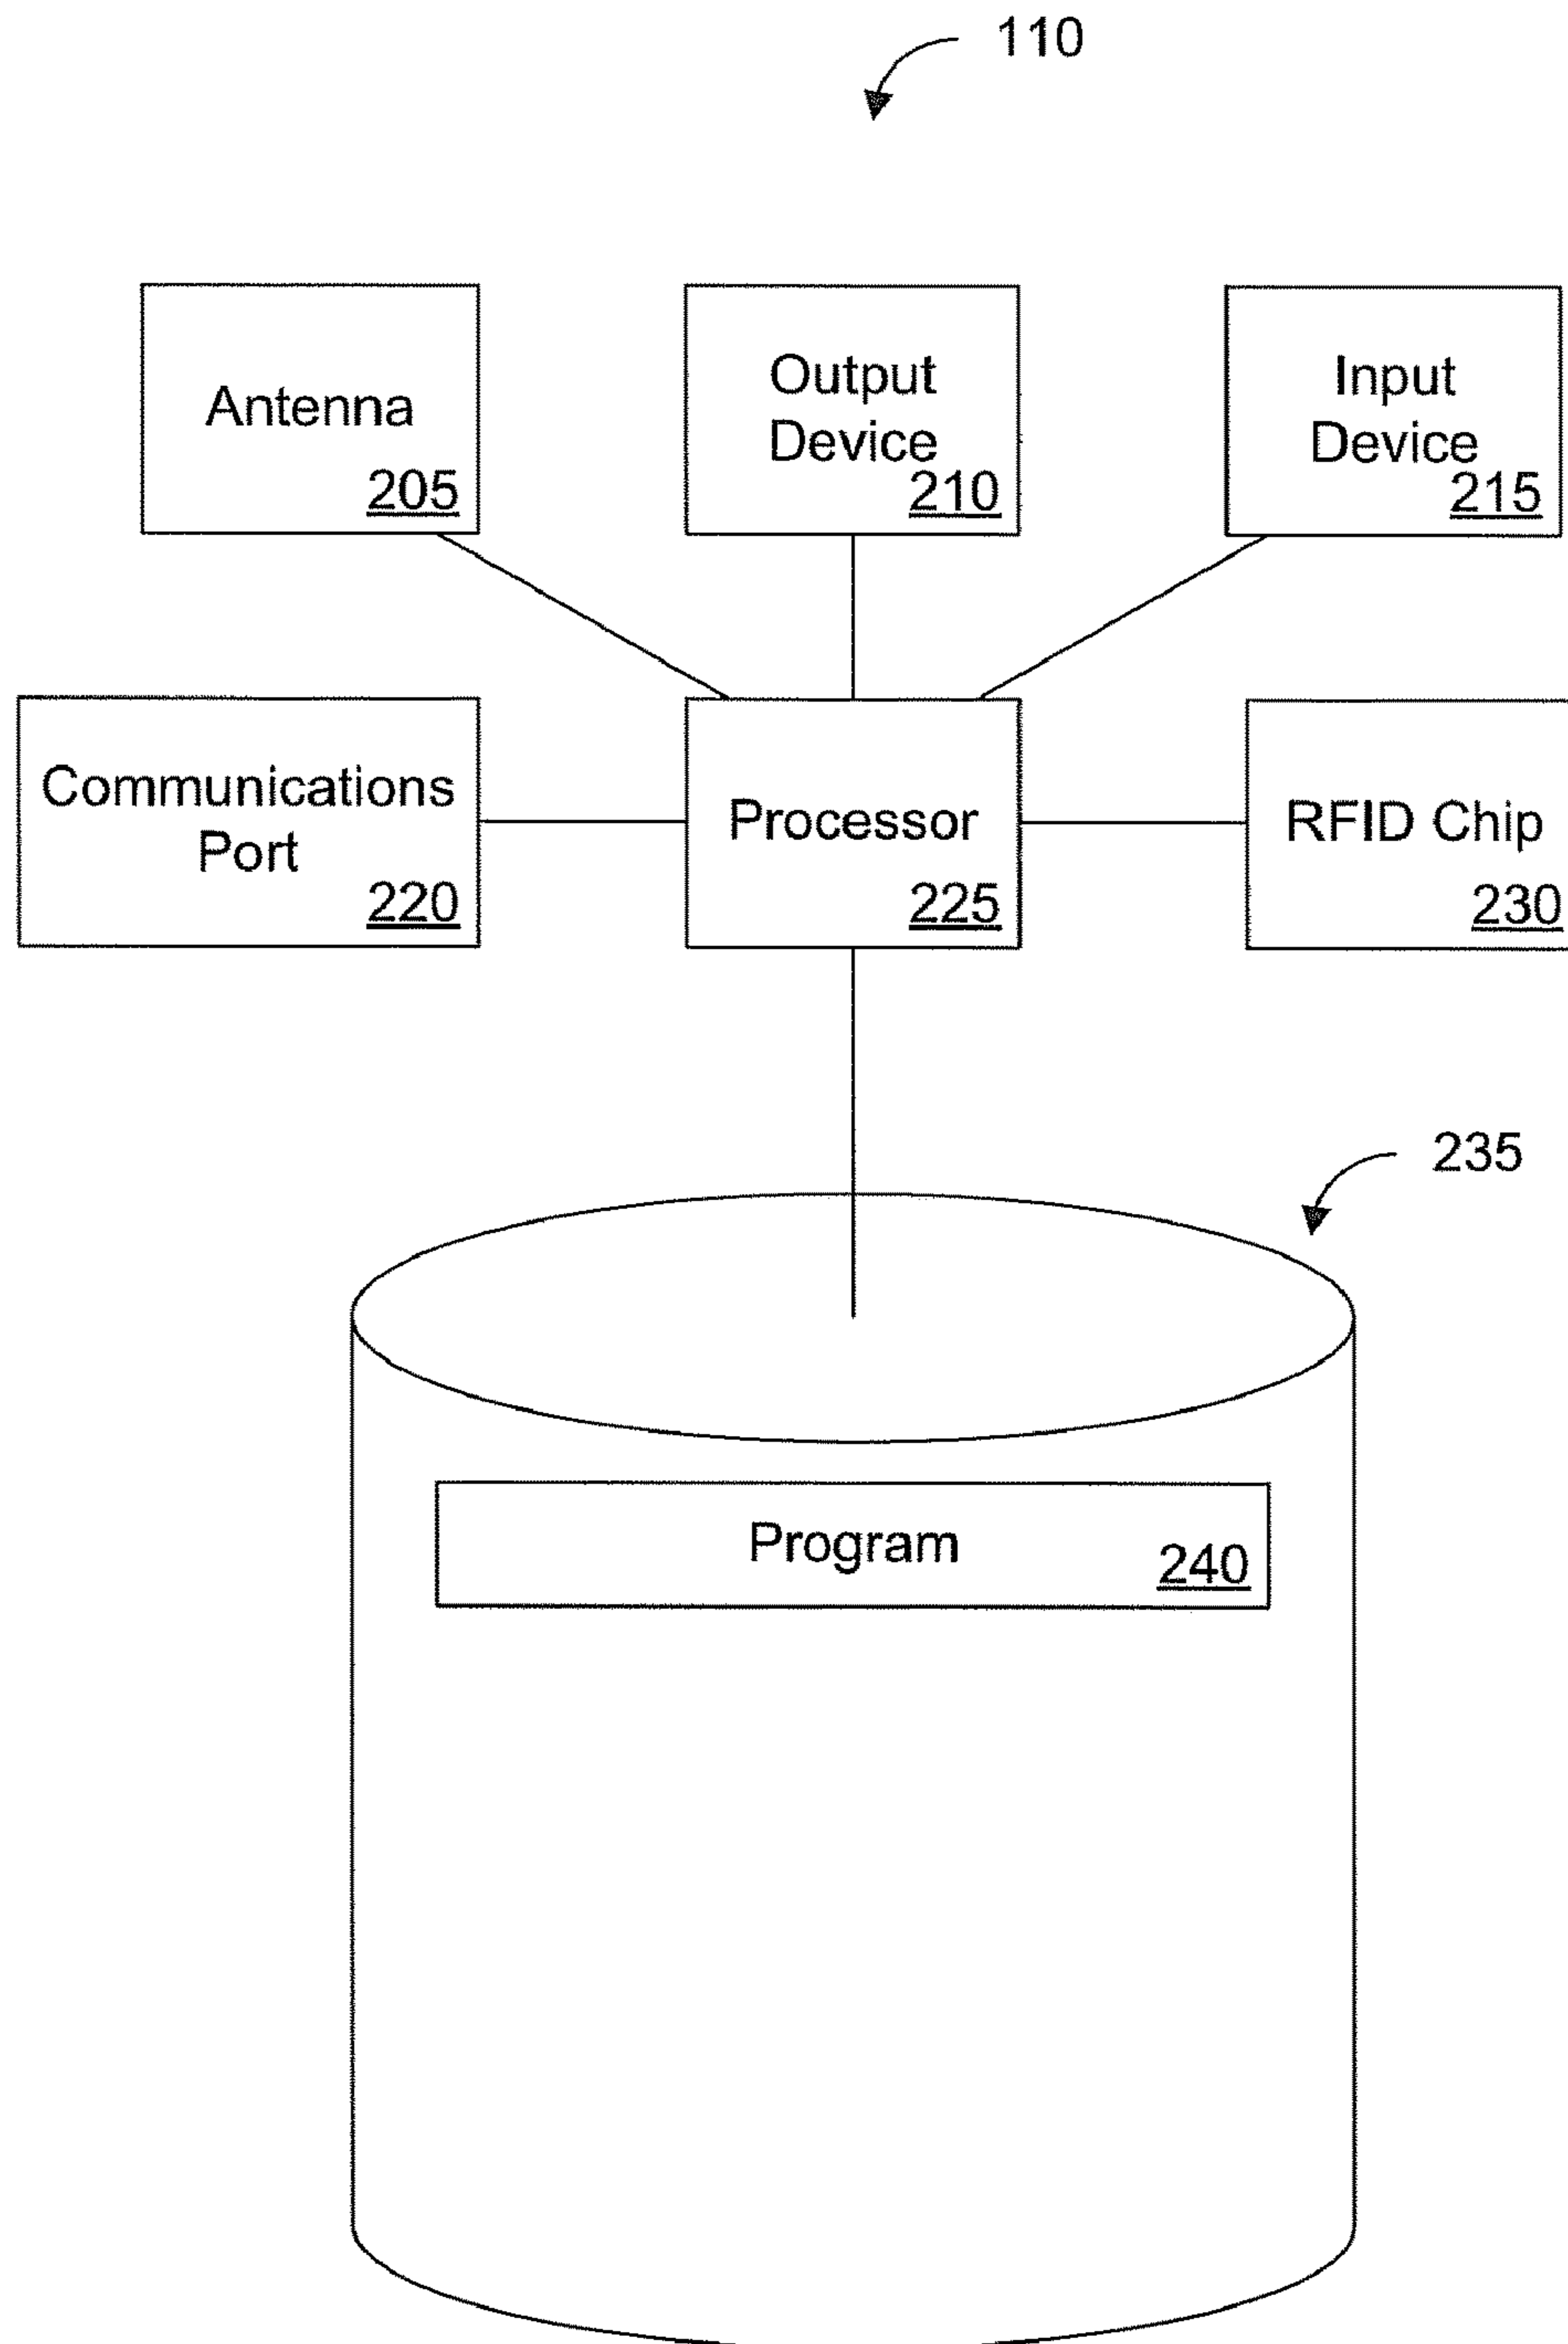 110
Antenna
205
Output
Device
210
Input
Device
215
Communications
Port
220
Processor
225
RFID Chip
230
235
Program
240